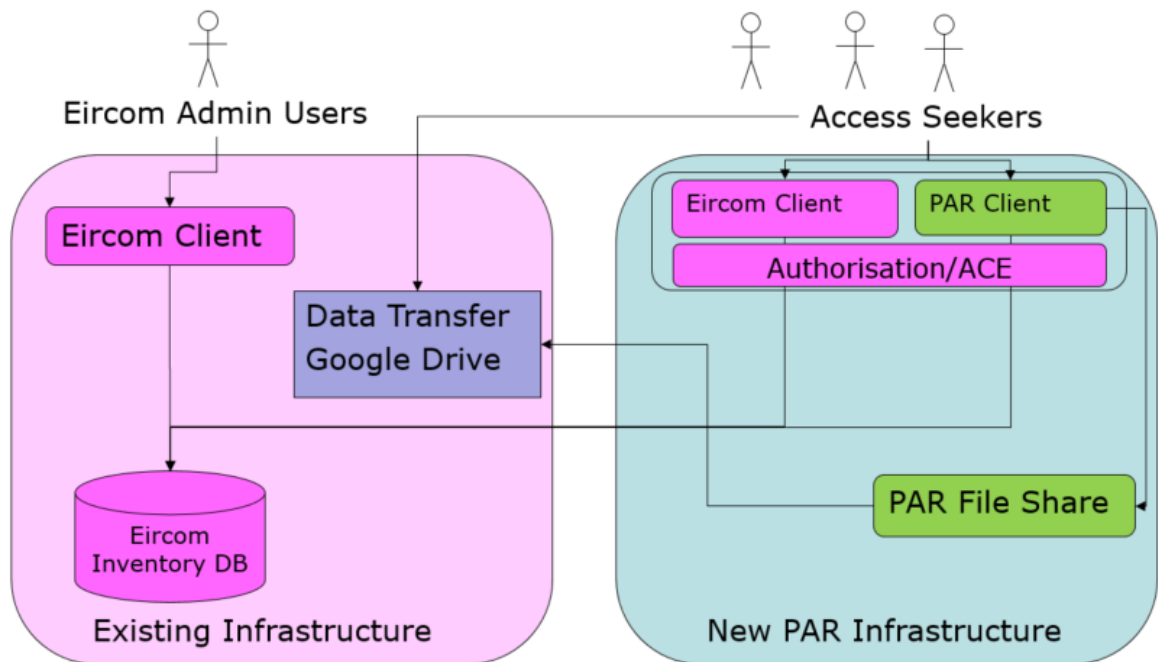 Eircom Admin Users
Access Seekers
Eircom Client
PAR Client
Eircom Client
Authorisation/ACE
Data Transfer
Google Drive
PAR File Share
Eircom
Inventory DB
Existing Infrastructure
New PAR Infrastructure